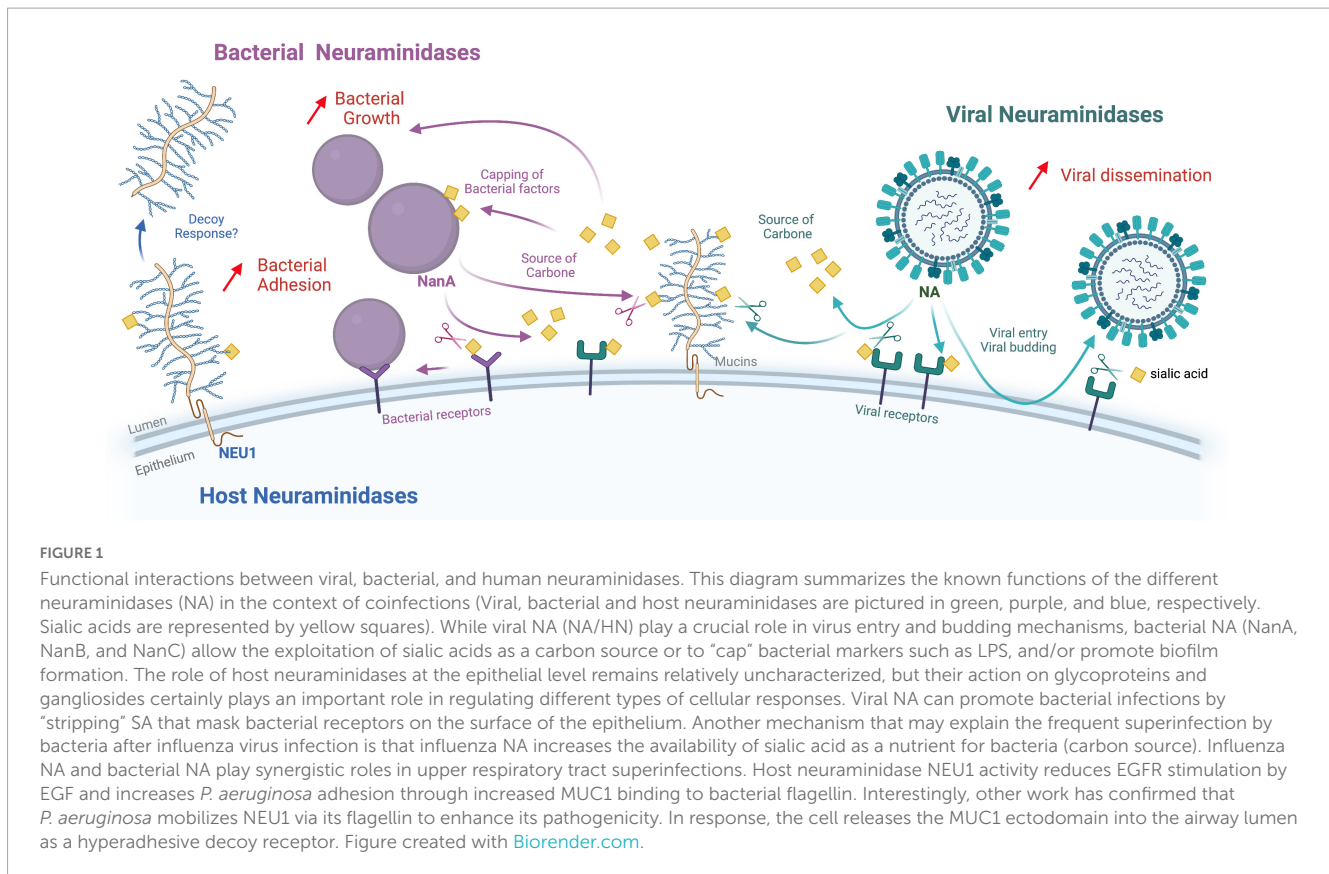 Bacterial Neuraminidases
Bacterial
Growth
Viral Neuraminidases
Capping of
Bacterial factors
Viral dissemination
Decoy
Response?
Source of
Carbone
Bacterial
Adhesion
Source of
Carbone
NanA
NA
Viral entry
Viral budding
Mucins
sialic acid
Bacterial receptors
Viral receptors
Lumen
Epithelium
NEU1
Host Neuraminidases
FIGURE 1
Functional interactions between viral, bacterial, and human neuraminidases. This diagram summarizes the known functions of the different
neuraminidases (NA) in the context of coinfections (Viral, bacterial and host neuraminidases are pictured in green, purple, and blue, respectively.
Sialic acids are represented by yellow squares). While viral NA (NA/HN) play a crucial role in virus entry and budding mechanisms, bacterial NA (NanA,
NanB, and NanC) allow the exploitation of sialic acids as a carbon source or to “cap” bacterial markers such as LPS, and/or promote biofilm
formation. The role of host neuraminidases at the epithelial level remains relatively uncharacterized, but their action on glycoproteins and
gangliosides certainly plays an important role in regulating different types of cellular responses. Viral NA can promote bacterial infections by
“stripping” SA that mask bacterial receptors on the surface of the epithelium. Another mechanism that may explain the frequent superinfection by
bacteria after influenza virus infection is that influenza NA increases the availability of sialic acid as a nutrient for bacteria (carbon source). Influenza
NA and bacterial NA play synergistic roles in upper respiratory tract superinfections. Host neuraminidase NEU1 activity reduces EGFR stimulation by
EGF and increases P. aeruginosa adhesion through increased MUC1 binding to bacterial flagellin. Interestingly, other work has confirmed that
P. aeruginosa mobilizes NEU1 via its flagellin to enhance its pathogenicity. In response, the cell releases the MUC1 ectodomain into the airway lumen
as a hyperadhesive decoy receptor. Figure created with Biorender.com.